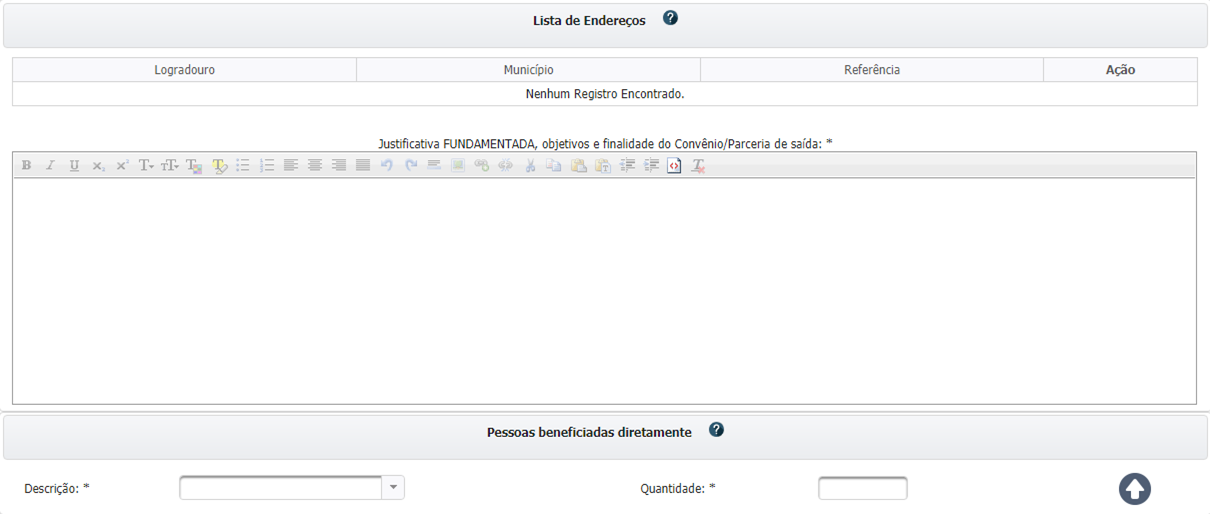 Lista de Endereços ?
Logradouro Município Referência Ação
Nenhum Registro Encontrado.
Justificativa FUNDAMENTADA, objetivos e finalidade do Convênio/Parceria de saída: *
Pessoas beneficiadas diretamente ?
Descrição: * Quantidade: *